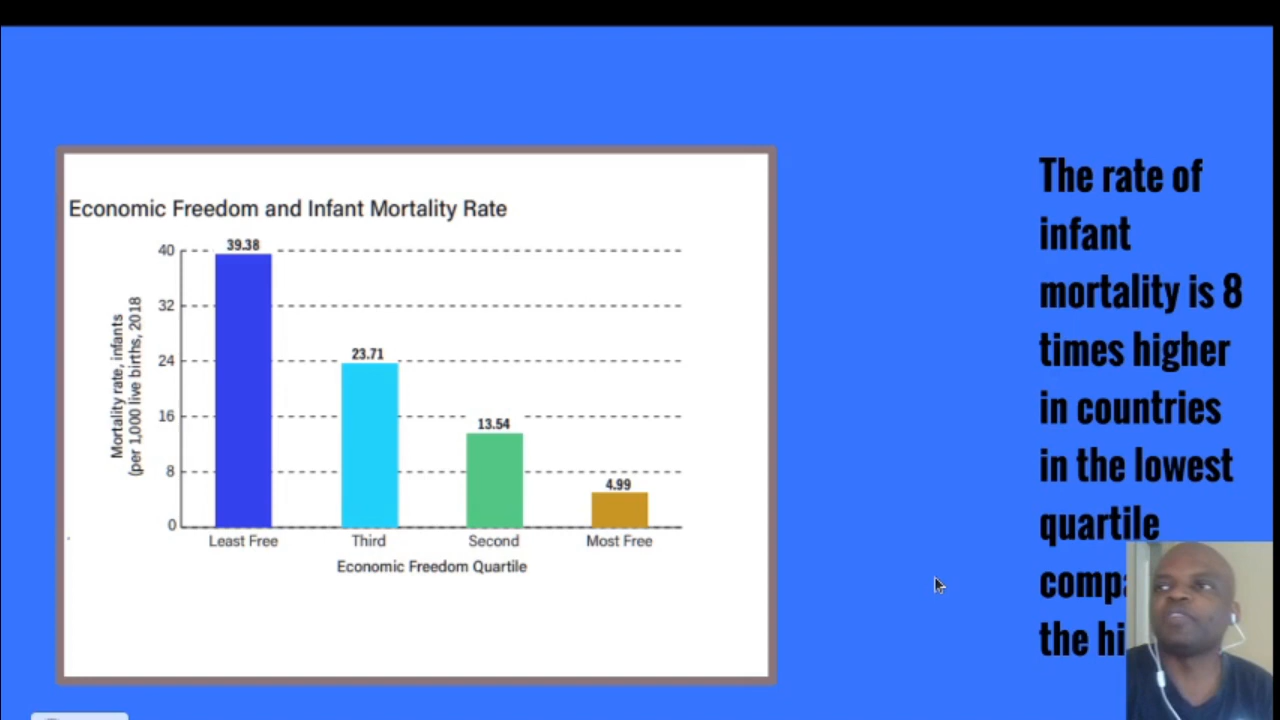 Economic Freedom and Infant Mortality Rate
Mortality rate, infants
(per 1,000 live births, 2018
40
32
24
16
8
0
39.38
23.71
13.54
4.99
Least Free
Third
Second
Most Free
Economic Freedom Quartile
The rate of
infant
mortality is 8
times higher
in countries
in the lowest
quartile
the